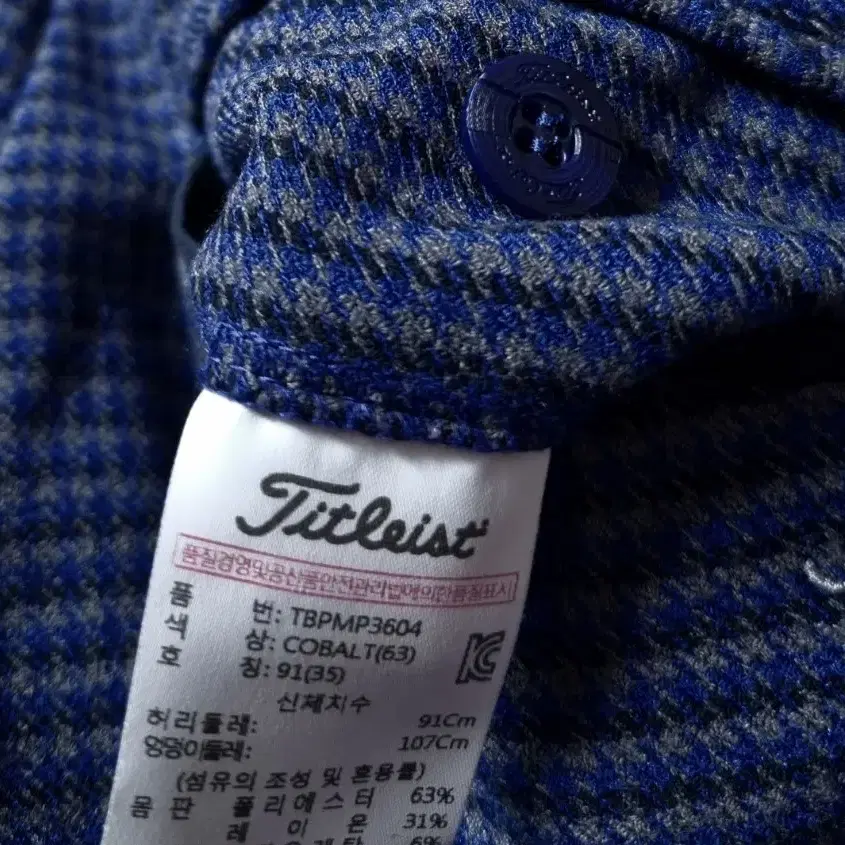 Titleist
품질경영및공산품안전관리법에의한품질표시
품 번: TBPMP3604
색 상: COBALT(63)
호 칭: 91(35)
신체치수
허리둘레: 91Cm
엉덩이둘레: 107Cm
(섬유의 조성 및 혼용률)
몸 판 폴리에스터 63%
레 이 온 31%
6%